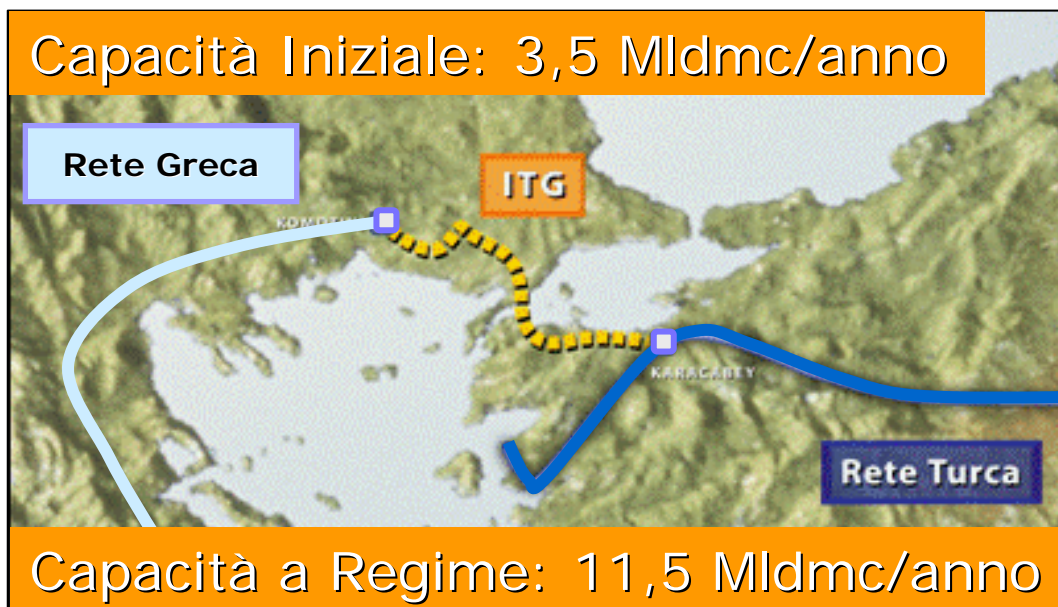 Capacità Iniziale: 3,5 Mldmc/anno
Rete Greca
ITG
KARACABEY
Rete Turca
Capacità a Regime: 11,5 Mldmc/anno